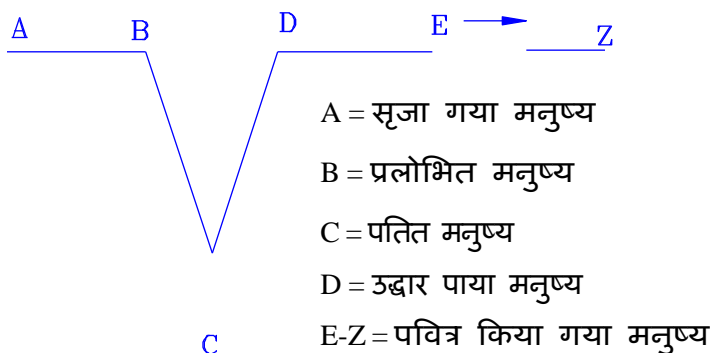 A B D E Z
A = सृजा गया मनुष्य
B = प्रलोभित मनुष्य
C = पतित मनुष्य
D = उद्धार पाया मनुष्य
C
E-Z = पवित्र किया गया मनुष्य